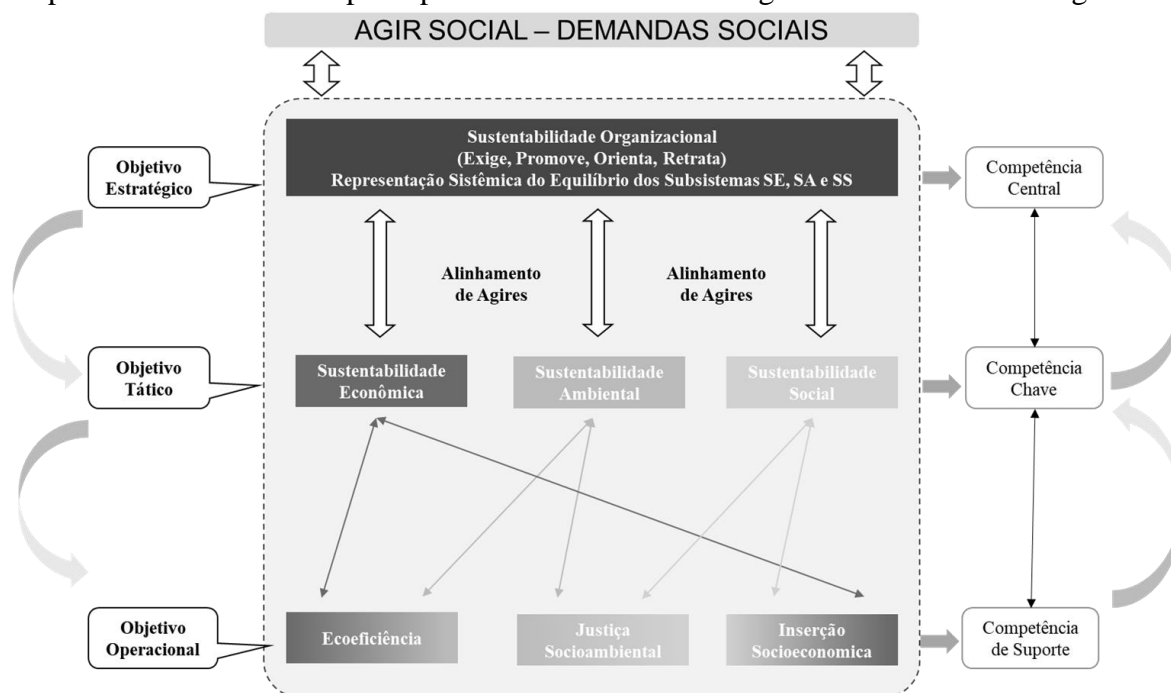 AGIR SOCIAL – DEMANDAS SOCIAIS
Sustentabilidade Organizacional
(Exige, Promove, Orienta, Retrata)
Representação Sistêmica do Equilíbrio dos Subsistemas SE, SA e SS
Objetivo
Estratégico
Competência
Central
Alinhamento
de Agires
Alinhamento
de Agires
Objetivo
Tático
Sustentabilidade
Econômica
Sustentabilidade
Ambiental
Sustentabilidade
Social
Competência
Chave
Objetivo
Operacional
Ecoeficiência
Justiça
Socioambiental
Inserção
Socioeconomica
Competência
de Suporte